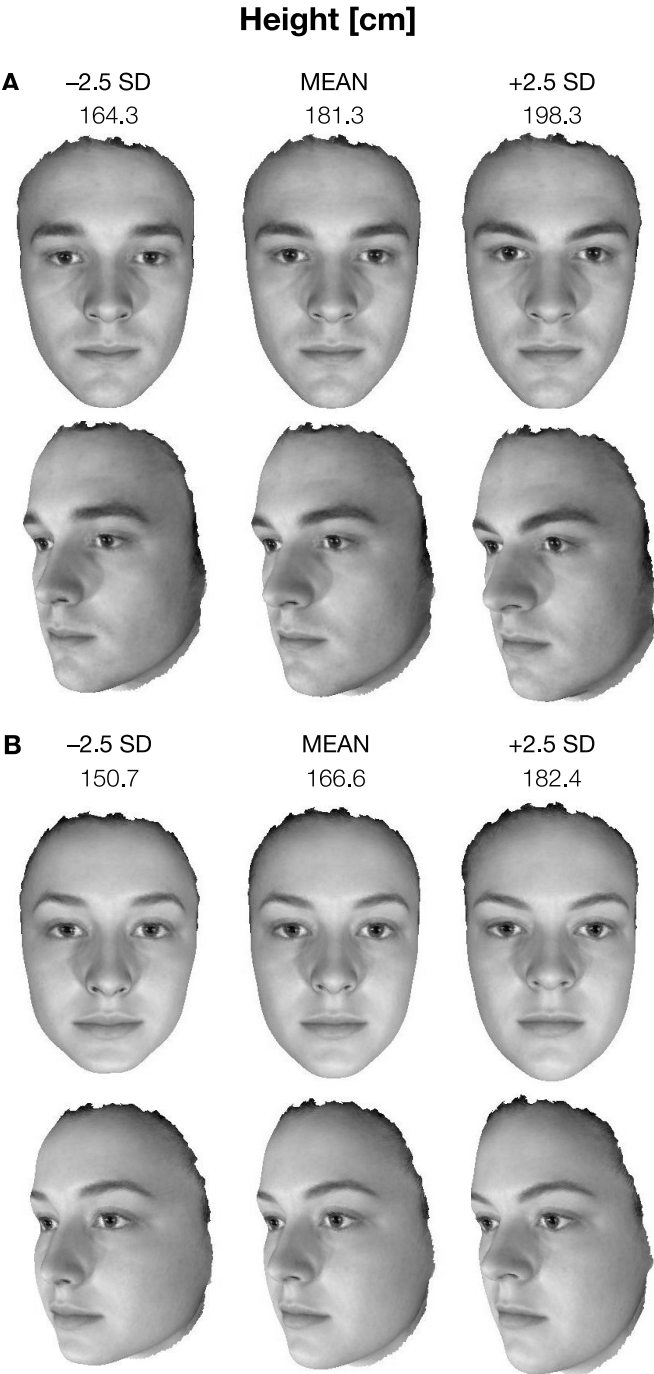 Height [cm]
A –2.5 SD MEAN +2.5 SD
164.3 181.3 198.3
B –2.5 SD MEAN +2.5 SD
150.7 166.6 182.4